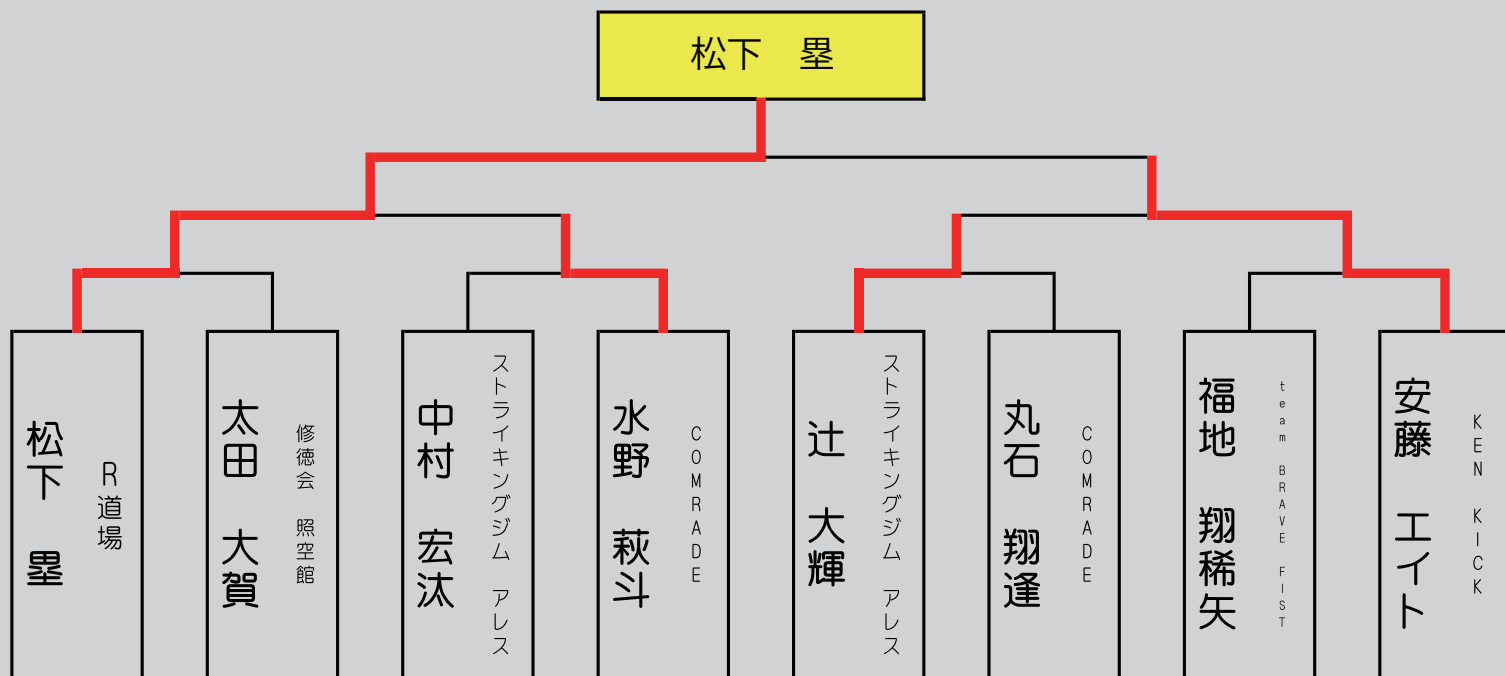 松下　塁
松下　塁
R道場
太田　大賀
修徳会　照空館
中村　宏汰
ストライキングジム　アレス
水野　萩斗
COMRADE
辻　大輝
ストライキングジム　アレス
丸石　翔逢
COMRADE
福地　翔稀矢
team BRAVE FIST
安藤　エイト
KEN KICK